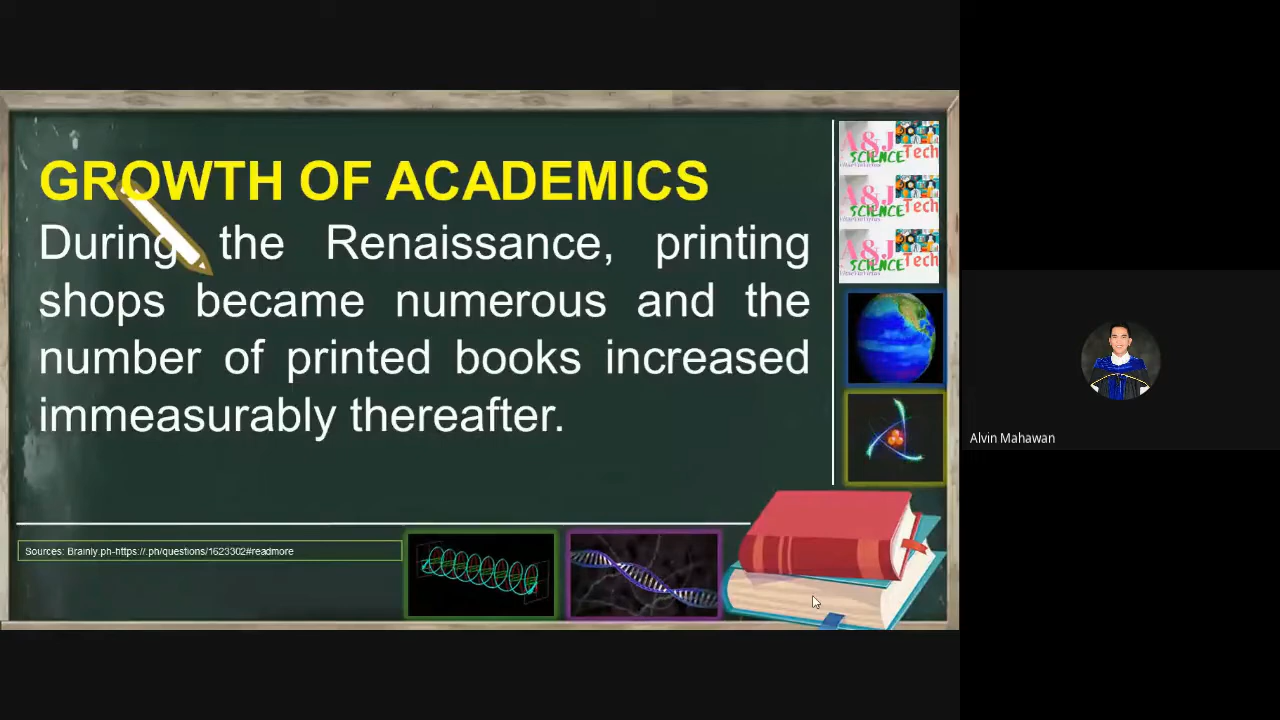 GROWTH OF ACADEMICS
During the Renaissance, printing
shops became numerous and the
number of printed books increased
immeasurably thereafter.
A&J
SCIENCE Tech
A&J
SCIENCE Tech
A&J
SCIENCE Tech
Sources: Brainly.ph-https://.ph/questions/1623302#readmore
Alvin Mahawan